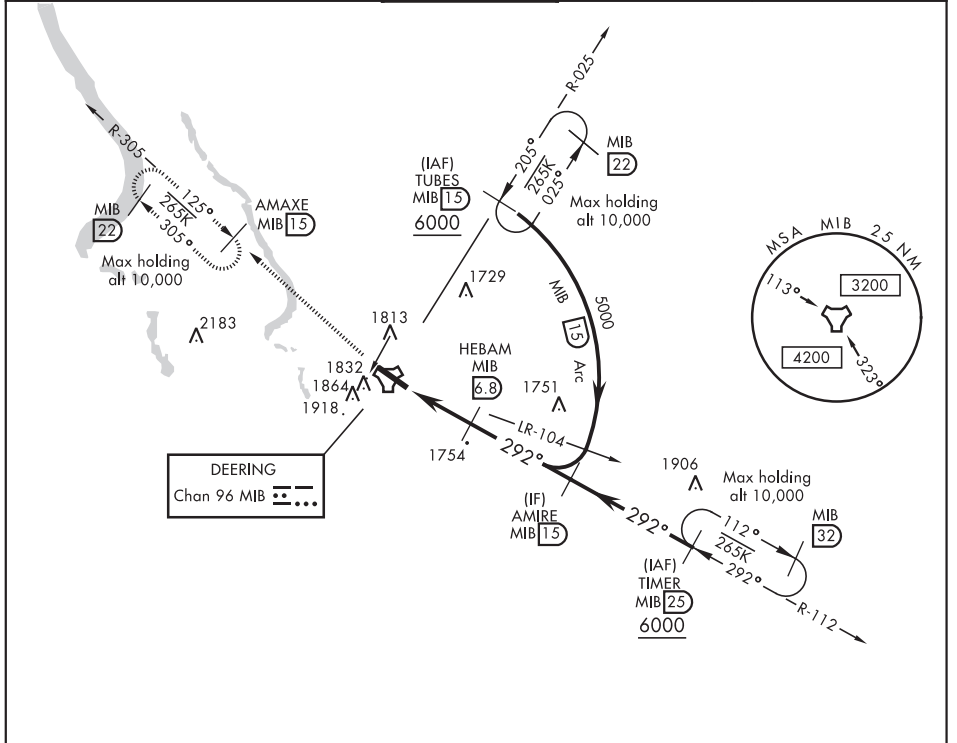 R-025
R-305
205°
265K
025°
MIB
22
(IAF)
TUBES
MIB 15
6000
Max holding
alt 10,000
125°
265K
305°
AMAXE
MIB 15
MIB
22
Max holding
alt 10,000
MSA MIB 25 NM
113°
3200
4200
323°
1729
MIB 15 Arc
5000
2183
1813
1832
1864
1918
HEBAM
MIB
6.8
1751
LR-104
1754
292°
DEERING
Chan 96 MIB
(IF)
AMIRE
MIB 15
1906
Max holding
alt 10,000
292°
112°
265K
292°
MIB
32
(IAF)
TIMER
MIB 25
6000
R-112